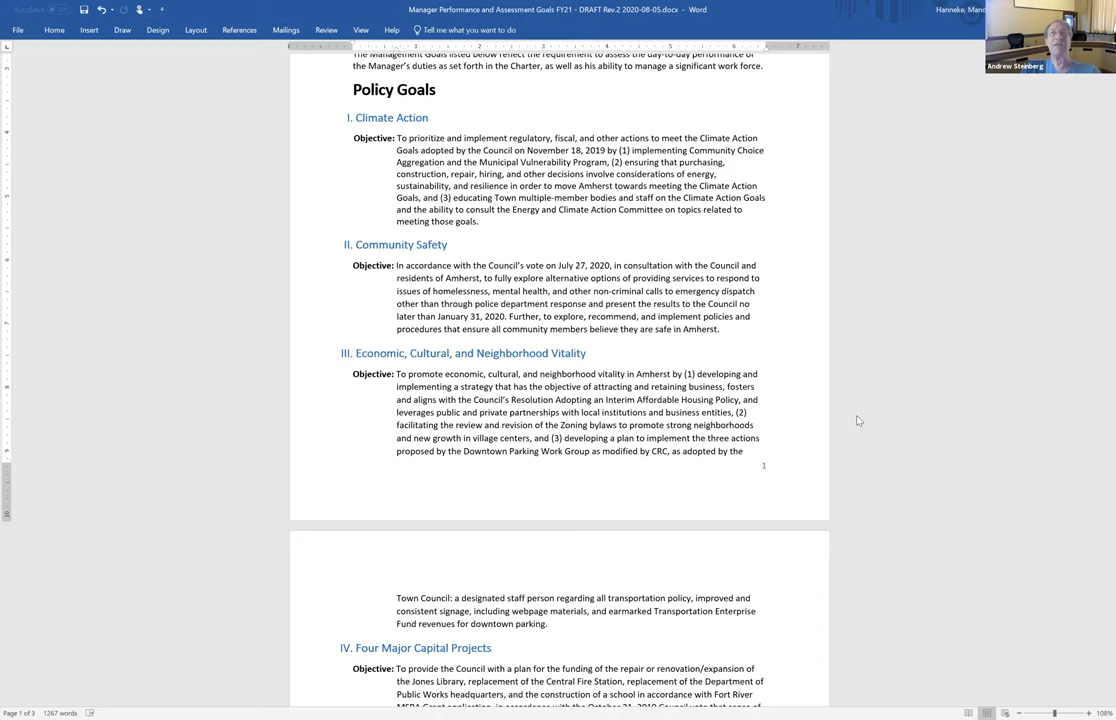 AutoSave Off
Manager Performance and Assessment Goals FY21 - DRAFT Rev.2 2020-08-05.docx - Word
Hanneke, Mand
File Home Insert Draw Design Layout References Mailings Review View Help Tell me what you want to do
Andrew Steinberg
The Management Goals listed below reflect the requirement to assess the day-to-day performance of
the Manager's duties as set forth in the Charter, as well as his ability to manage a significant work force.
Policy Goals
I. Climate Action
Objective: To prioritize and implement regulatory, fiscal, and other actions to meet the Climate Action
Goals adopted by the Council on November 18, 2019 by (1) implementing Community Choice
Aggregation and the Municipal Vulnerability Program, (2) ensuring that purchasing,
construction, repair, hiring, and other decisions involve considerations of energy,
sustainability, and resilience in order to move Amherst towards meeting the Climate Action
Goals, and (3) educating Town multiple-member bodies and staff on the Climate Action Goals
and the ability to consult the Energy and Climate Action Committee on topics related to
meeting those goals.
II. Community Safety
Objective: In accordance with the Council's vote on July 27, 2020, in consultation with the Council and
residents of Amherst, to fully explore alternative options of providing services to respond to
issues of homelessness, mental health, and other non-criminal calls to emergency dispatch
other than through police department response and present the results to the Council no
later than January 31, 2020. Further, to explore, recommend, and implement policies and
procedures that ensure all community members believe they are safe in Amherst.
III. Economic, Cultural, and Neighborhood Vitality
Objective: To promote economic, cultural, and neighborhood vitality in Amherst by (1) developing and
implementing a strategy that has the objective of attracting and retaining business, fosters
and aligns with the Council's Resolution Adopting an Interim Affordable Housing Policy, and
leverages public and private partnerships with local institutions and business entities, (2)
facilitating the review and revision of the Zoning bylaws to promote strong neighborhoods
and new growth in village centers, and (3) developing a plan to implement the three actions
proposed by the Downtown Parking Work Group as modified by CRC, as adopted by the
1
Town Council: a designated staff person regarding all transportation policy, improved and
consistent signage, including webpage materials, and earmarked Transportation Enterprise
Fund revenues for downtown parking.
IV. Four Major Capital Projects
Objective: To provide the Council with a plan for the funding of the repair or renovation/expansion of
the Jones Library, replacement of the Central Fire Station, replacement of the Department of
Public Works headquarters, and the construction of a school in accordance with Fort River
MSBA Grant application, in accordance with the October 21, 2019 Council vote that sense of
Page 1 of 3 1267 words
108%